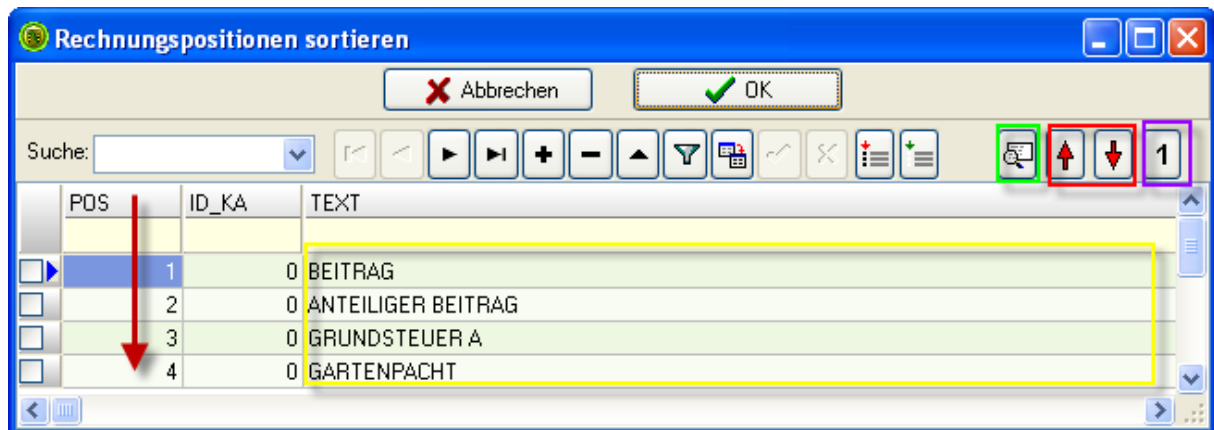 Rechnungspositionen sortieren
Abbrechen OK
Suche: 1
POS ID_KA TEXT
1 0 BEITRAG
2 0 ANTEILIGER BEITRAG
3 0 GRUNDSTEUER A
4 0 GARTENPACHT